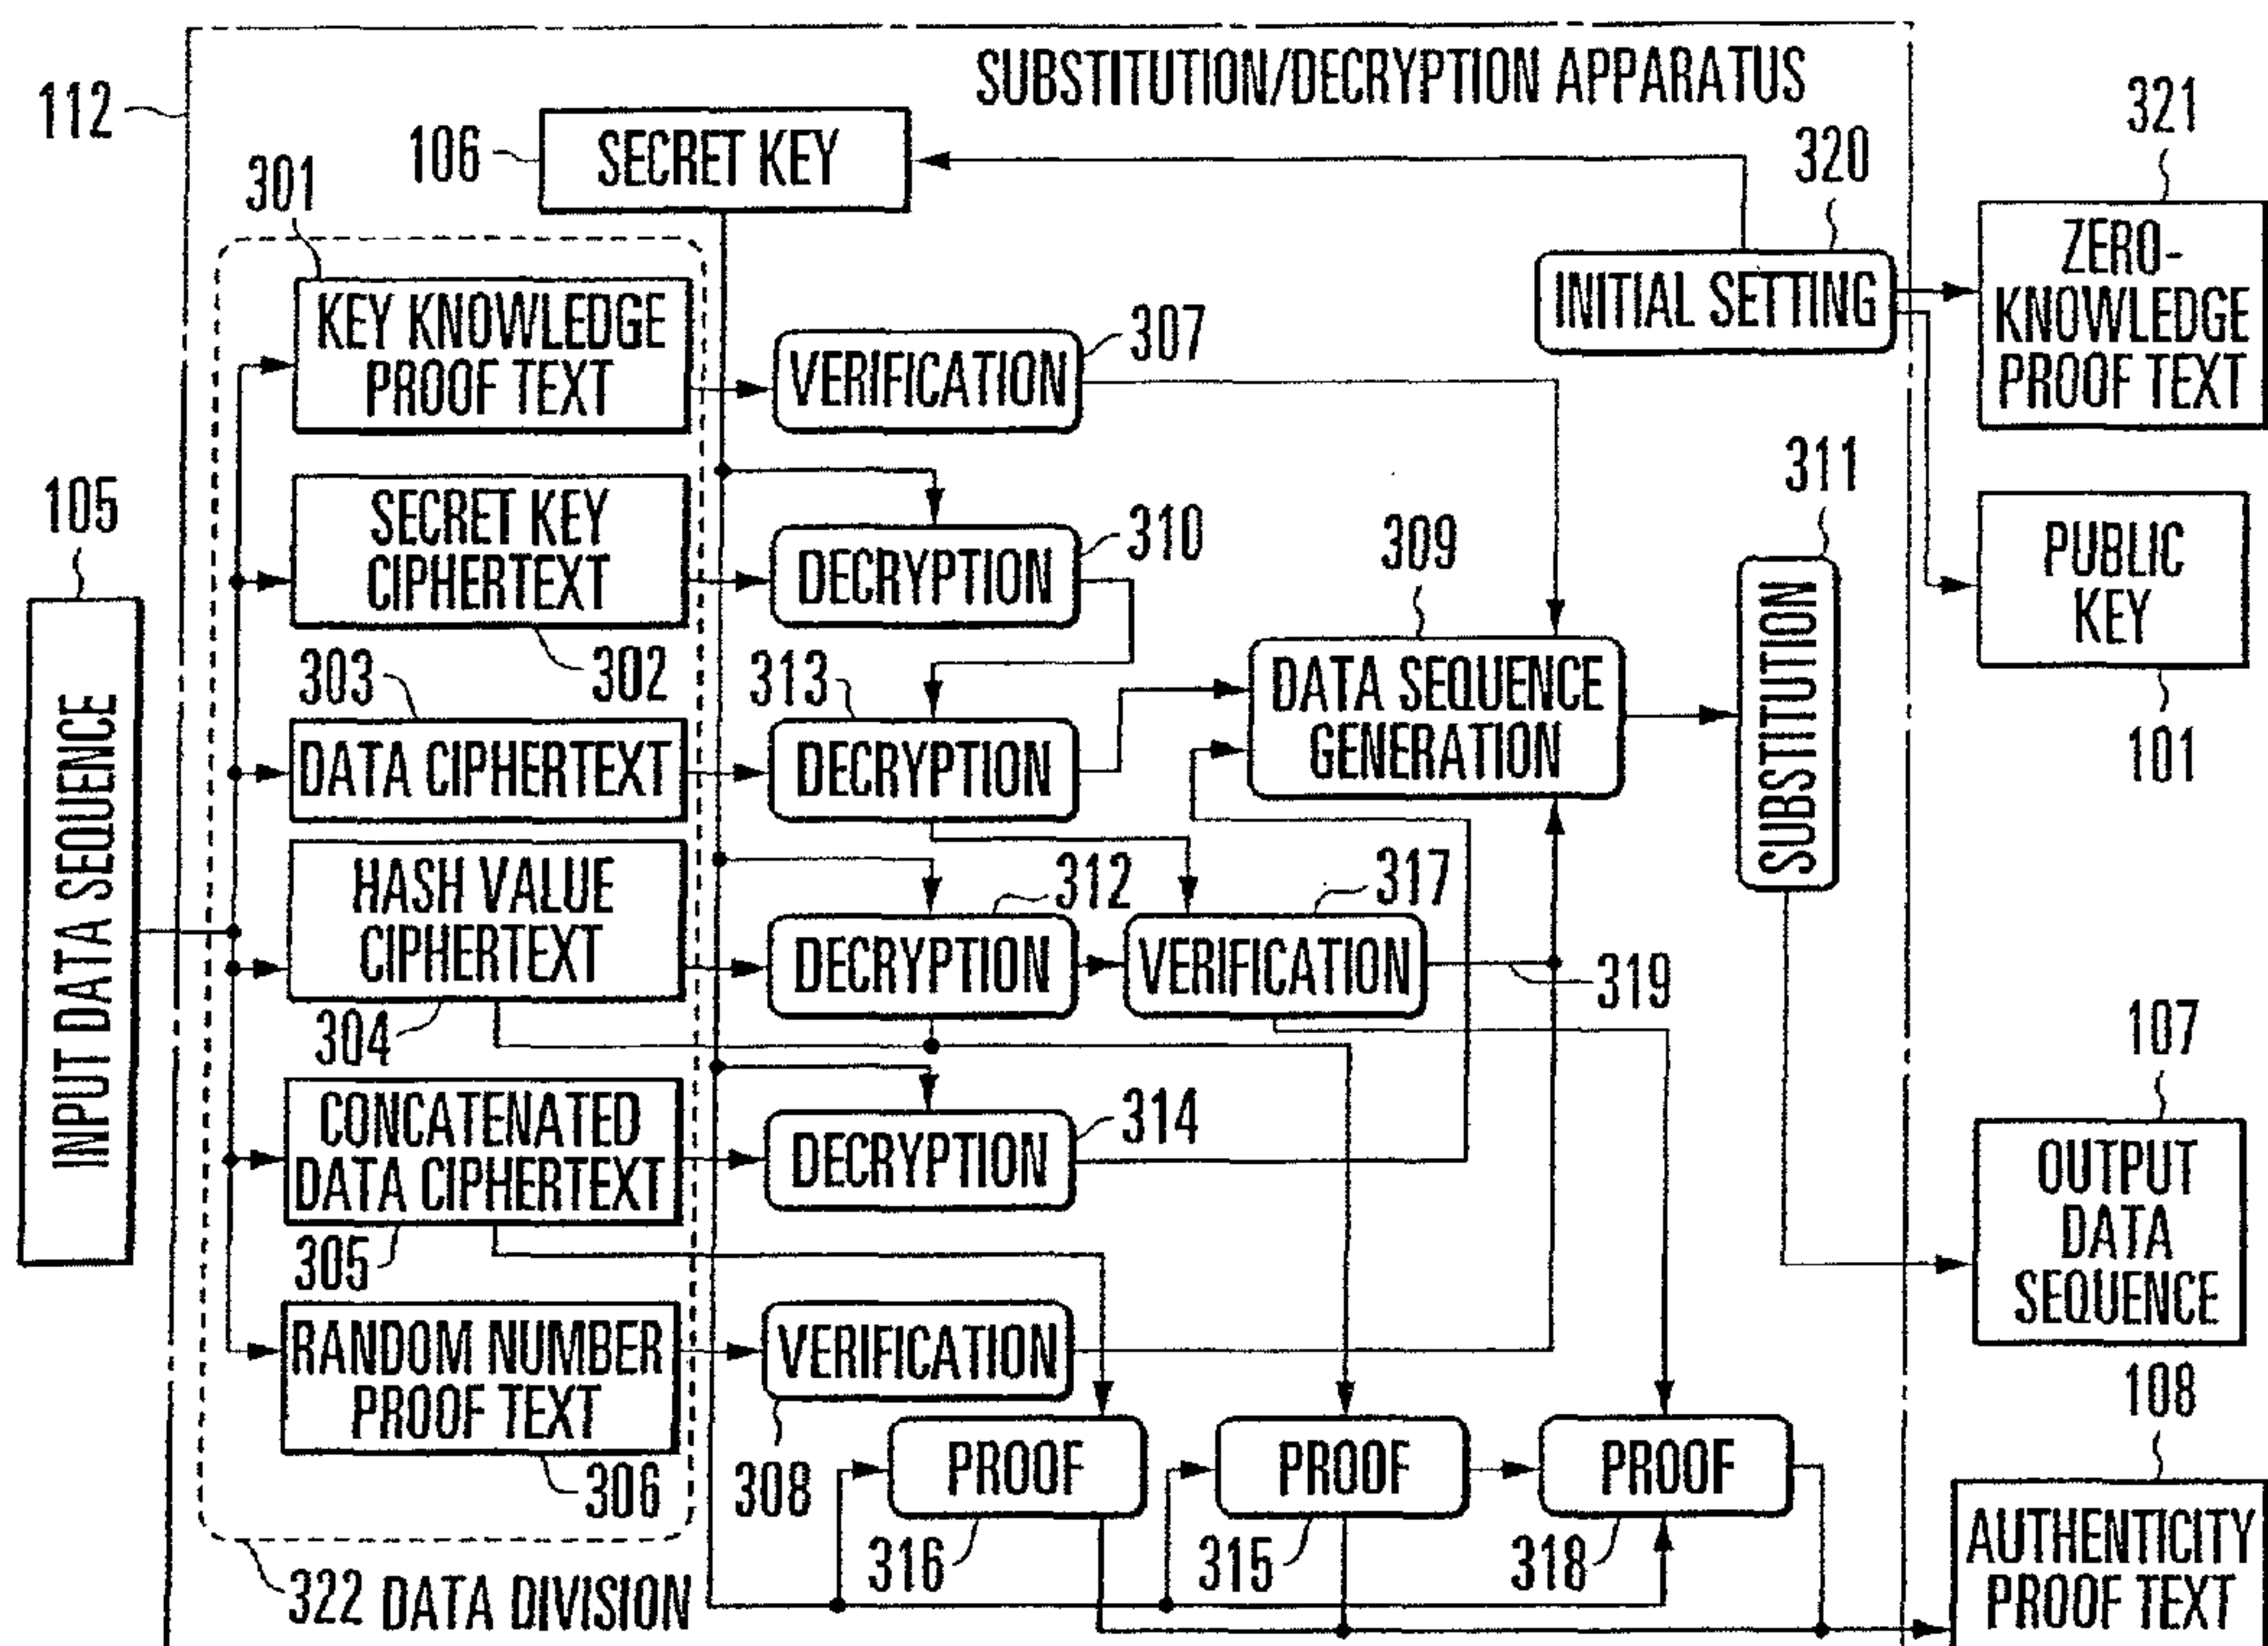 SUBSTITUTION/DECRYPTION APPARATUS
112
106
SECRET KEY
320
321
301
KEY KNOWLEDGE
PROOF TEXT
VERIFICATION
307
INITIAL SETTING
ZERO-
KNOWLEDGE
PROOF TEXT
105
INPUT DATA SEQUENCE
SECRET KEY
CIPHERTEXT
302
DECRYPTION
310
309
311
SUBSTITUTION
PUBLIC
KEY
101
303
DATA CIPHERTEXT
313
DECRYPTION
DATA SEQUENCE
GENERATION
HASH VALUE
CIPHERTEXT
304
312
DECRYPTION
317
VERIFICATION
319
107
CONCATENATED
DATA CIPHERTEXT
305
DECRYPTION
314
OUTPUT
DATA
SEQUENCE
RANDOM NUMBER
PROOF TEXT
306
VERIFICATION
308
108
PROOF
316
PROOF
315
PROOF
318
AUTHENTICITY
PROOF TEXT
322 DATA DIVISION